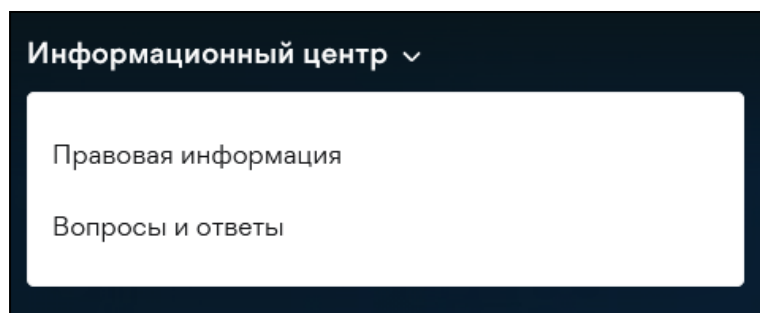 Информационный центр
Правовая информация
Вопросы и ответы